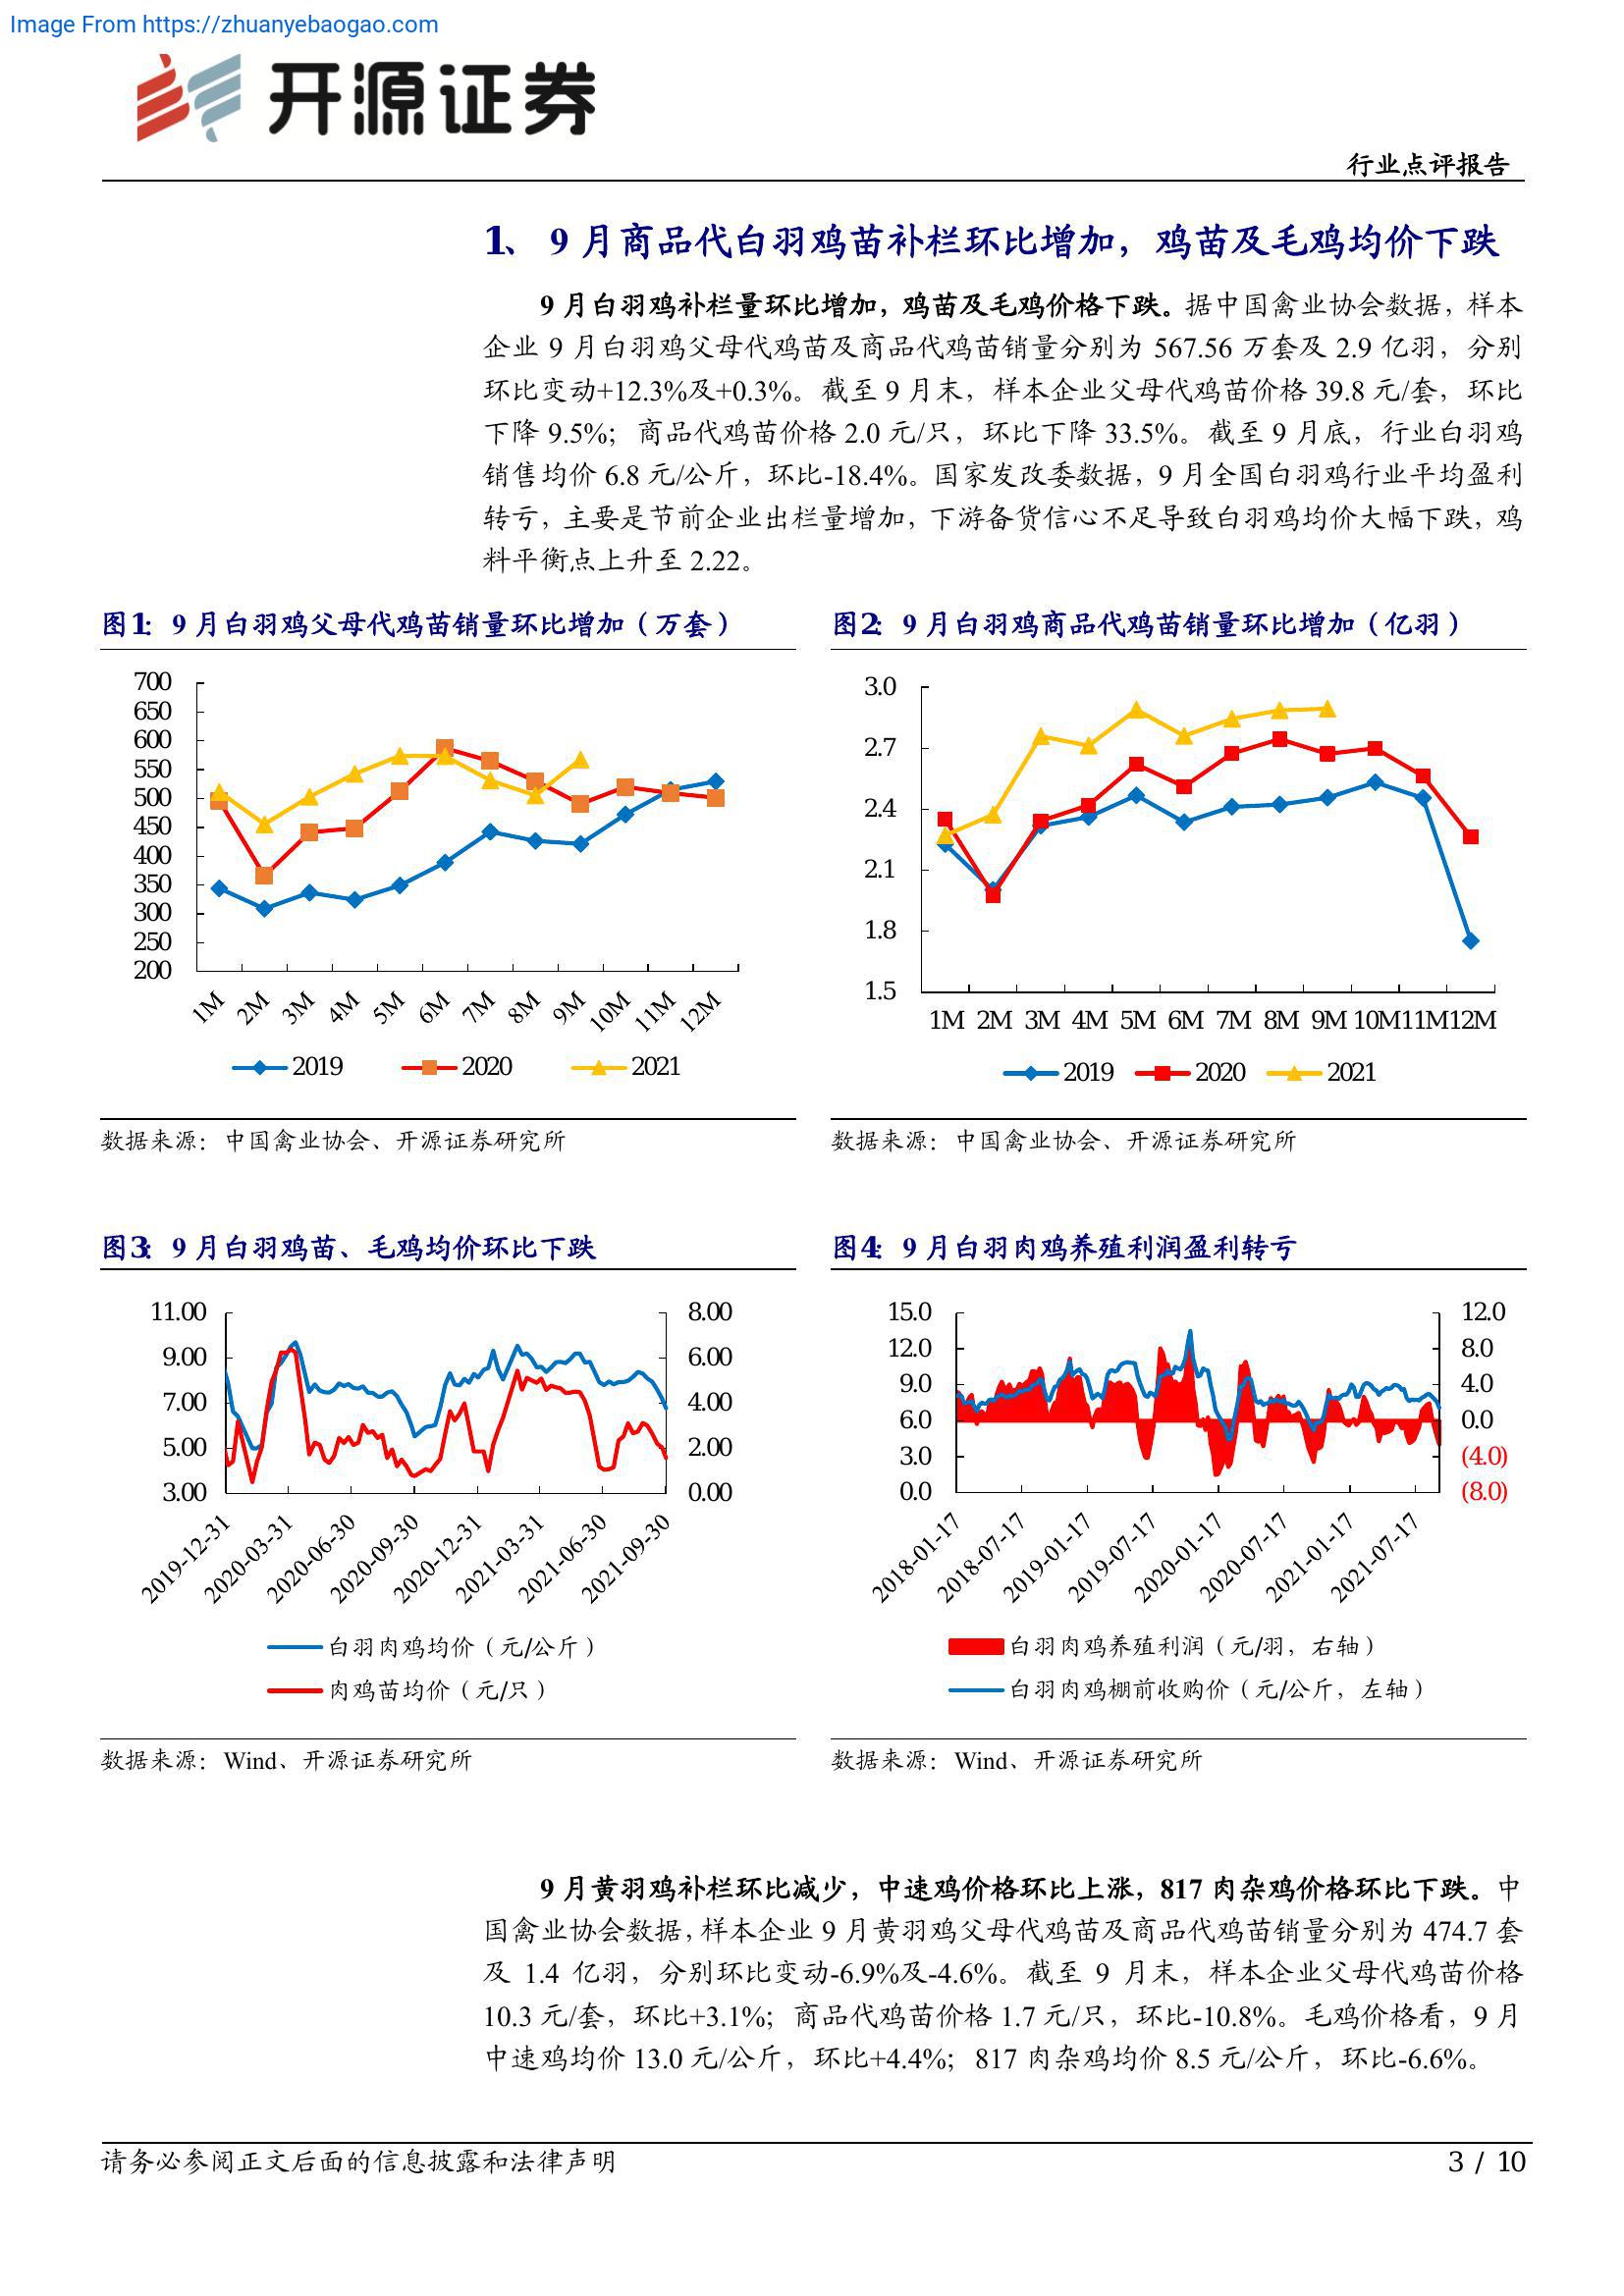 Image From https://zhuanyebaogao.com
开源证券
行业点评报告
1、 9月商品代白羽鸡苗补栏环比增加，鸡苗及毛鸡均价下跌
9月白羽鸡补栏量环比增加，鸡苗及毛鸡价格下跌。据中国禽业协会数据，样本
企业 9 月白羽鸡父母代鸡苗及商品代鸡苗销量分别为 567.56 万套及 2.9 亿羽，分别
环比变动+12.3%及+0.3%。截至 9 月末，样本企业父母代鸡苗价格 39.8 元/套，环比
下降 9.5%；商品代鸡苗价格 2.0 元/只，环比下降 33.5%。截至 9 月底，行业白羽鸡
销售均价 6.8 元/公斤，环比-18.4%。国家发改委数据，9 月全国白羽鸡行业平均盈利
转亏，主要是节前企业出栏量增加，下游备货信心不足导致白羽鸡均价大幅下跌，鸡
料平衡点上升至 2.22。
图1： 9月白羽鸡父母代鸡苗销量环比增加（万套）
700
650
600
550
500
450
400
350
300
250
200
1M 2M 3M 4M 5M 6M 7M 8M 9M 10M 11M 12M
2019 2020 2021
数据来源：中国禽业协会、开源证券研究所
图2： 9月白羽鸡商品代鸡苗销量环比增加（亿羽）
3.0
2.7
2.4
2.1
1.8
1.5
1M 2M 3M 4M 5M 6M 7M 8M 9M 10M11M12M
2019 2020 2021
数据来源：中国禽业协会、开源证券研究所
图3： 9月白羽鸡苗、毛鸡均价环比下跌
11.00 8.00
9.00 6.00
7.00 4.00
5.00 2.00
3.00 0.00
2019-12-31 2020-03-31 2020-06-30 2020-09-30 2020-12-31 2021-03-31 2021-06-30 2021-09-30
白羽肉鸡均价（元/公斤）
肉鸡苗均价（元/只）
数据来源：Wind、开源证券研究所
图4： 9月白羽肉鸡养殖利润盈利转亏
15.0 12.0
12.0 8.0
9.0 4.0
6.0 0.0
3.0 (4.0)
0.0 (8.0)
2018-01-17 2018-07-17 2019-01-17 2019-07-17 2020-01-17 2020-07-17 2021-01-17 2021-07-17
白羽肉鸡养殖利润（元/羽，右轴）
白羽肉鸡棚前收购价（元/公斤，左轴）
数据来源：Wind、开源证券研究所
9月黄羽鸡补栏环比减少，中速鸡价格环比上涨，817肉杂鸡价格环比下跌。中
国禽业协会数据，样本企业 9 月黄羽鸡父母代鸡苗及商品代鸡苗销量分别为 474.7 套
及 1.4 亿羽，分别环比变动-6.9%及-4.6%。截至 9 月末，样本企业父母代鸡苗价格
10.3 元/套，环比+3.1%；商品代鸡苗价格 1.7 元/只，环比-10.8%。毛鸡价格看，9 月
中速鸡均价 13.0 元/公斤，环比+4.4%；817 肉杂鸡均价 8.5 元/公斤，环比-6.6%。
请务必参阅正文后面的信息披露和法律声明
3 / 10